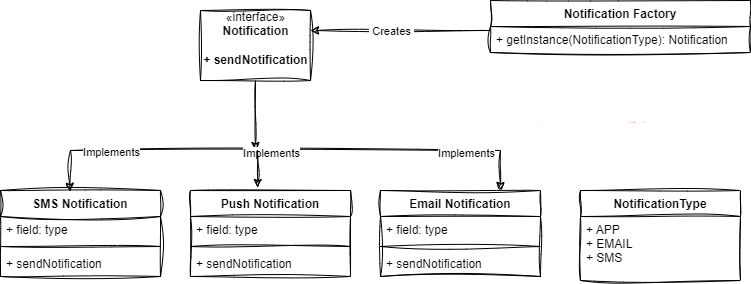 «interface»
Notification
+ sendNotification
Creates
Notification Factory
+ getInstance(NotificationType): Notification
Implements
Implements
Implements
SMS Notification
+ field: type
+ sendNotification
Push Notification
+ field: type
+ sendNotification
Email Notification
+ field: type
+ sendNotification
NotificationType
+ APP
+ EMAIL
+ SMS